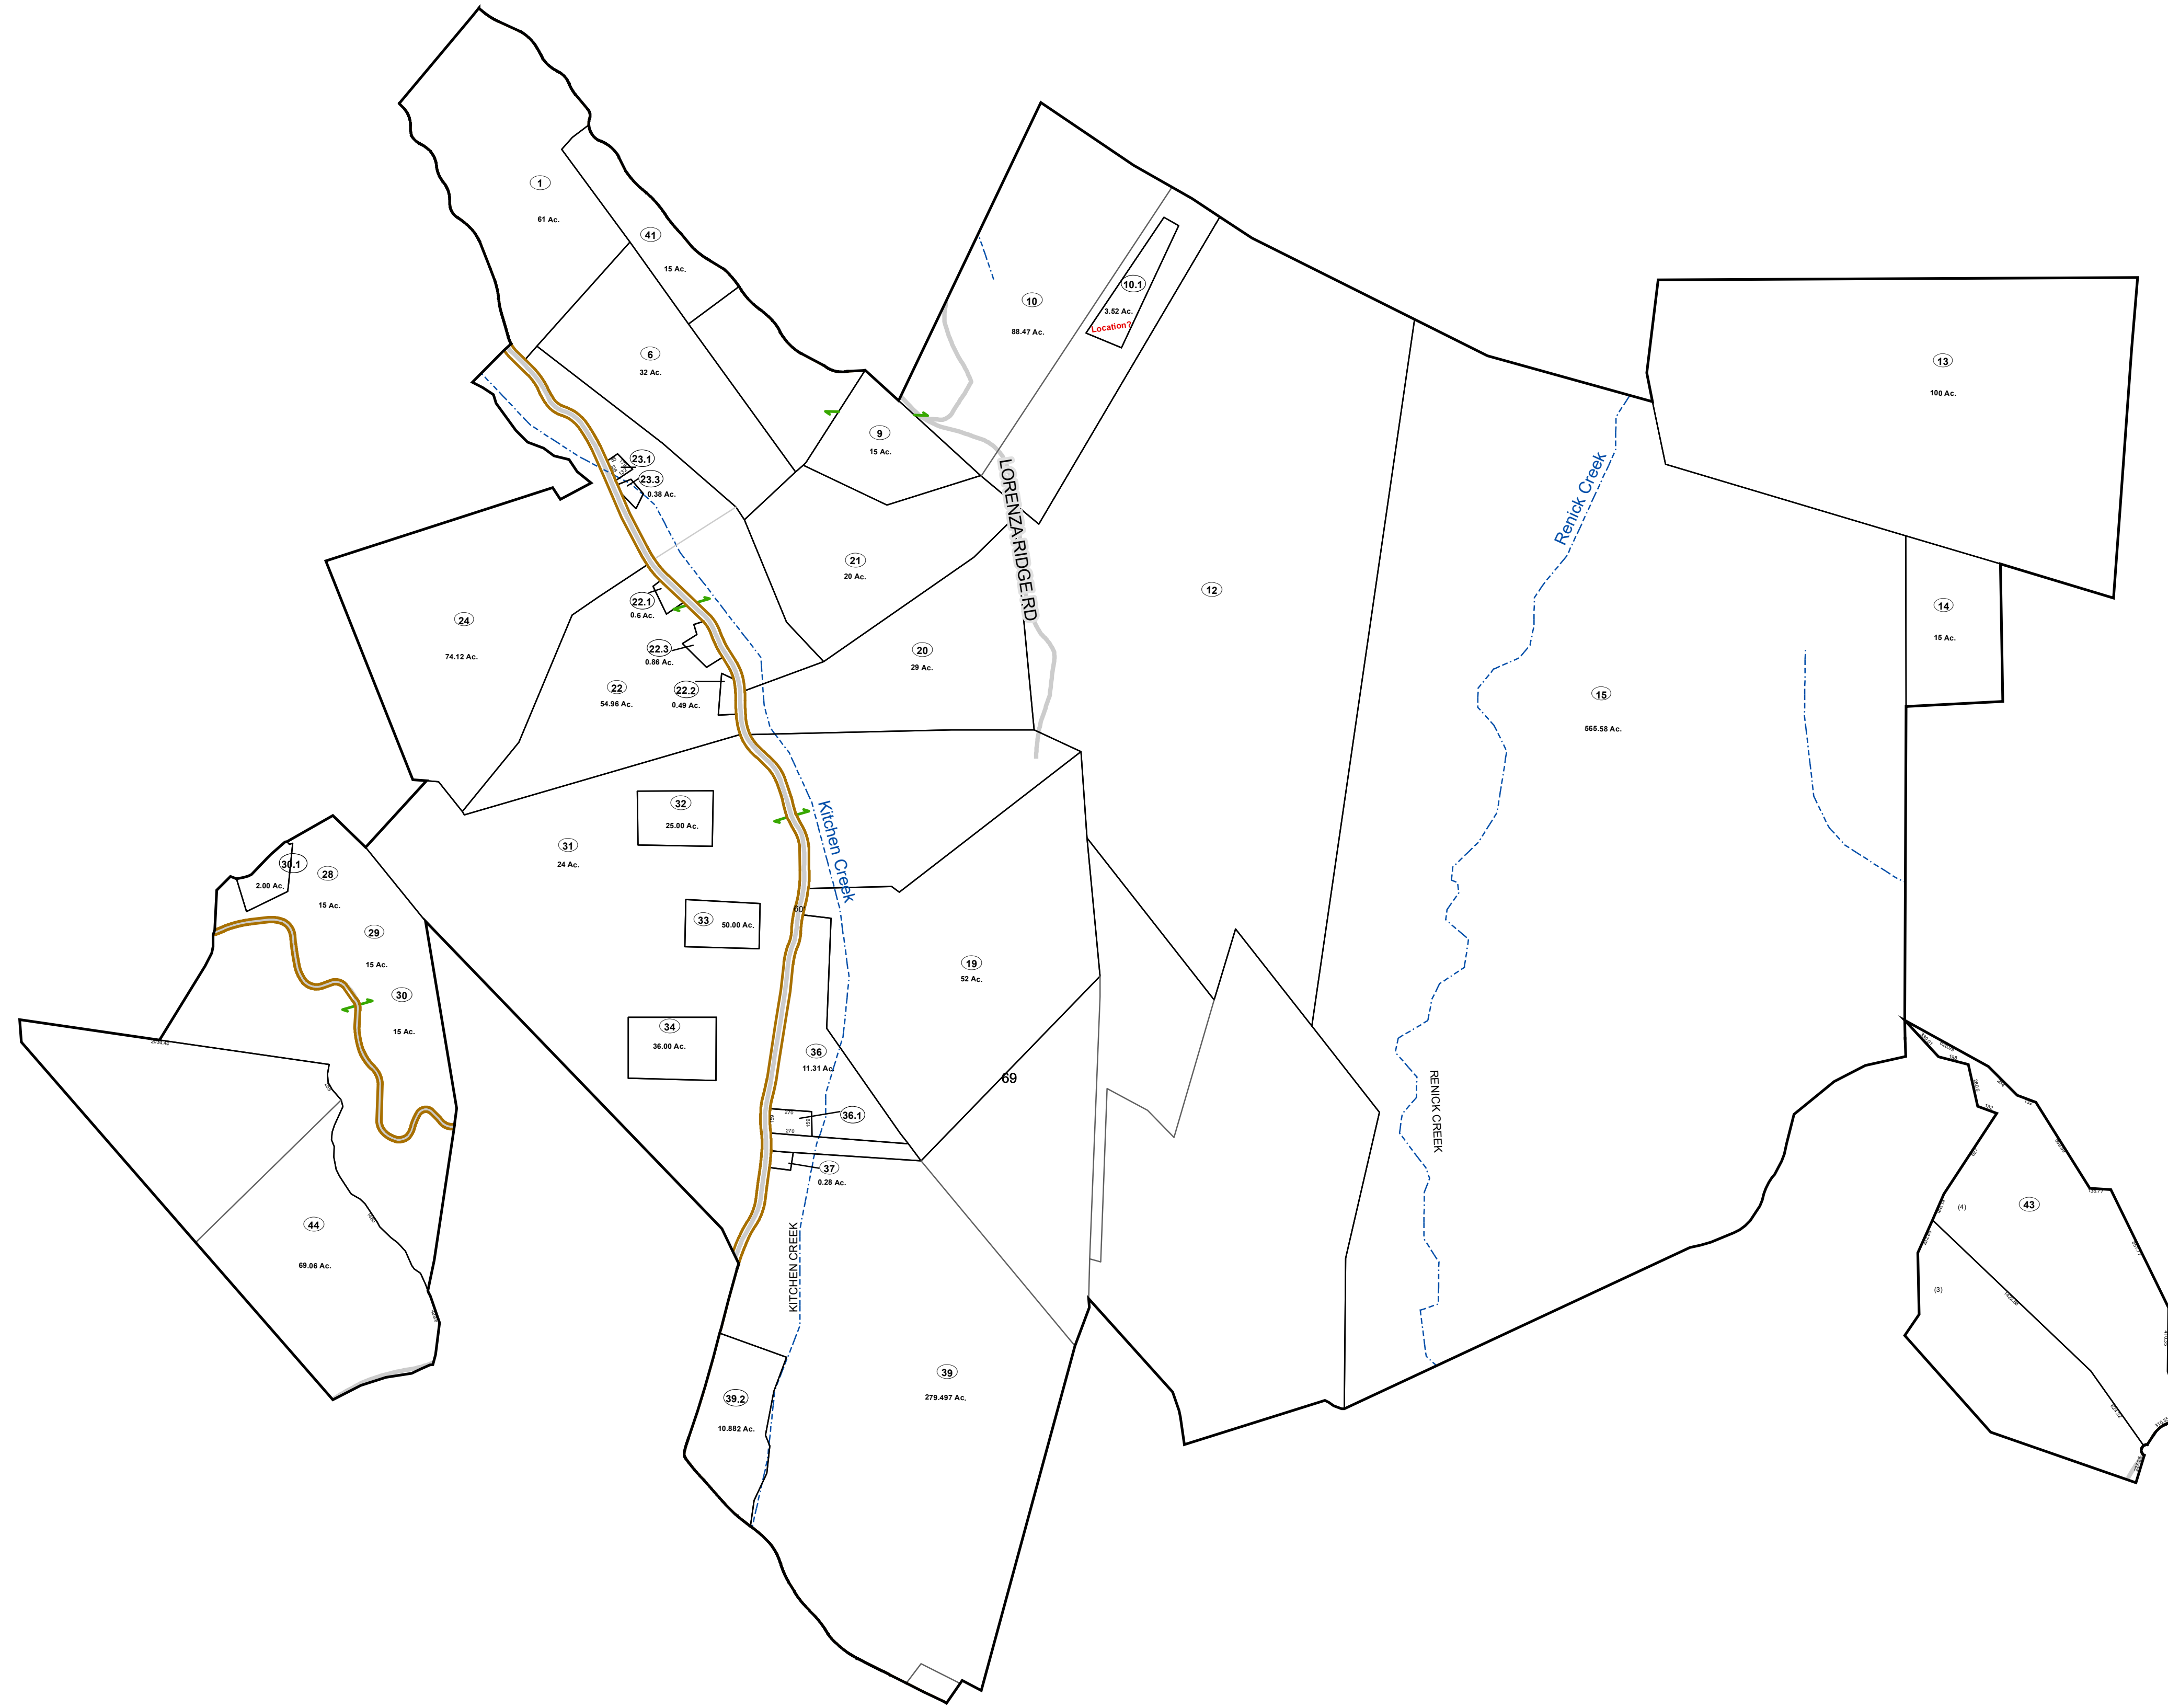 1
61 Ac.
41
15 Ac.
6
32 Ac.
10
88.47 Ac.
10.1
3.52 Ac.
Location?
13
100 Ac.
9
15 Ac.
23.1
23.3
0.38 Ac.
LORENZA RIDGE RD
Renick Creek
21
20 Ac.
12
14
15 Ac.
22.1
0.6 Ac.
24
74.12 Ac.
22.3
0.86 Ac.
20
29 Ac.
22
54.96 Ac.
22.2
0.49 Ac.
15
565.58 Ac.
32
25.00 Ac.
31
24 Ac.
Kitchen Creek
30.1
2.00 Ac.
28
15 Ac.
33
50.00 Ac.
60'
29
15 Ac.
19
52 Ac.
30
15 Ac.
34
36.00 Ac.
36
11.31 Ac.
69
RENICK CREEK
270
36.1
270
37
0.28 Ac.
KITCHEN CREEK
44
69.06 Ac.
43
(4)
(3)
136.77
39
279.497 Ac.
39.2
10.882 Ac.